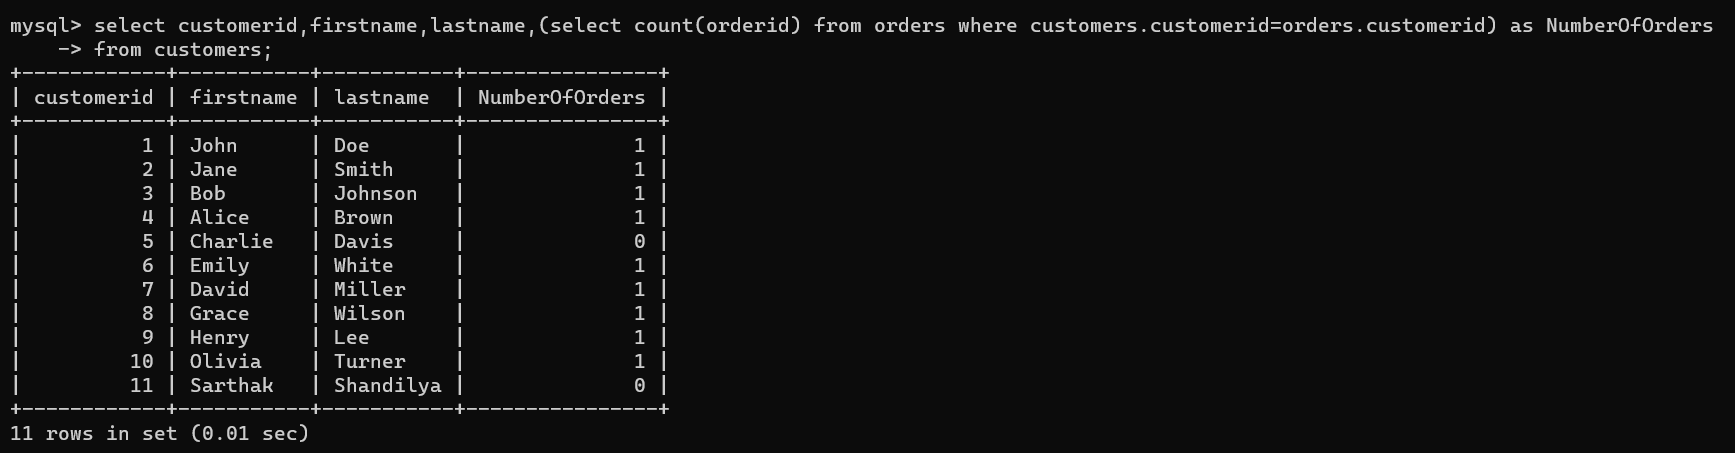 mysql> select customerid,firstname,lastname,(select count(orderid) from orders where customers.customerid=orders.customerid) as NumberOfOrders
    -> from customers;
+------------+-----------+-----------+----------------+
| customerid | firstname | lastname  | NumberOfOrders |
+------------+-----------+-----------+----------------+
|          1 | John      | Doe       |              1 |
|          2 | Jane      | Smith     |              1 |
|          3 | Bob       | Johnson   |              1 |
|          4 | Alice     | Brown     |              1 |
|          5 | Charlie   | Davis     |              0 |
|          6 | Emily     | White     |              1 |
|          7 | David     | Miller    |              1 |
|          8 | Grace     | Wilson    |              1 |
|          9 | Henry     | Lee       |              1 |
|         10 | Olivia    | Turner    |              1 |
|         11 | Sarthak   | Shandilya |              0 |
+------------+-----------+-----------+----------------+
11 rows in set (0.01 sec)